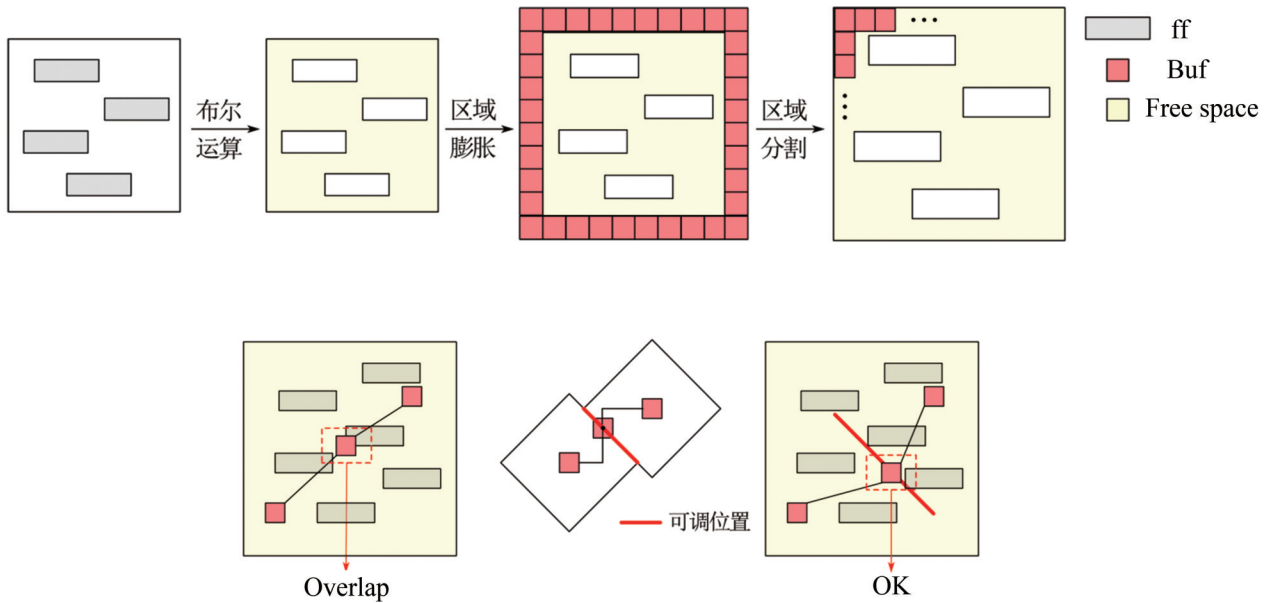 布尔
运算
区域
膨胀
区域
分割
ff
Buf
Free space
Overlap
可调位置
OK